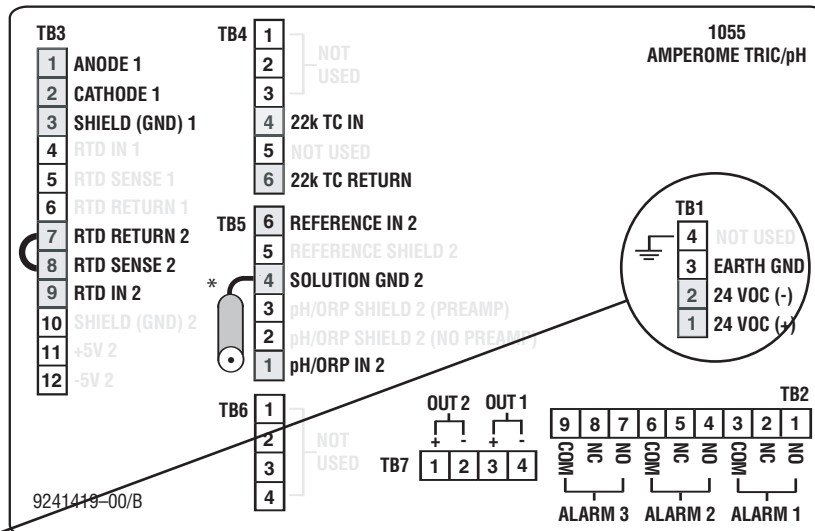 1055
AMPEROME TRIC/pH
TB3
1 ANODE 1
2 CATHODE 1
3 SHIELD (GND) 1
4 RTD IN 1
5 RTD SENSE 1
6 RTD RETURN 1
7 RTD RETURN 2
8 RTD SENSE 2
9 RTD IN 2
10 SHIELD (GND) 2
11 +5V 2
12 -5V 2
TB4
1
2
3
NOT
USED
4 22k TC IN
5 NOT USED
6 22k TC RETURN
TB5
6 REFERENCE IN 2
5 REFERENCE SHIELD 2
*
4 SOLUTION GND 2
3 pH/ORP SHIELD 2 (PREAMP)
2 pH/ORP SHIELD 2 (NO PREAMP)
1 pH/ORP IN 2
TB6
1
2
3
4
NOT
USED
TB1
4 NOT USED
3 EARTH GND
2 24 VOC (-)
1 24 VOC (+)
OUT 2 OUT 1
+ - + -
TB7 1 2 3 4
TB2
9 8 7 6 5 4 3 2 1
COM NC NO COM NC NO COM NC NO
ALARM 3 ALARM 2 ALARM 1
9241419-00/B